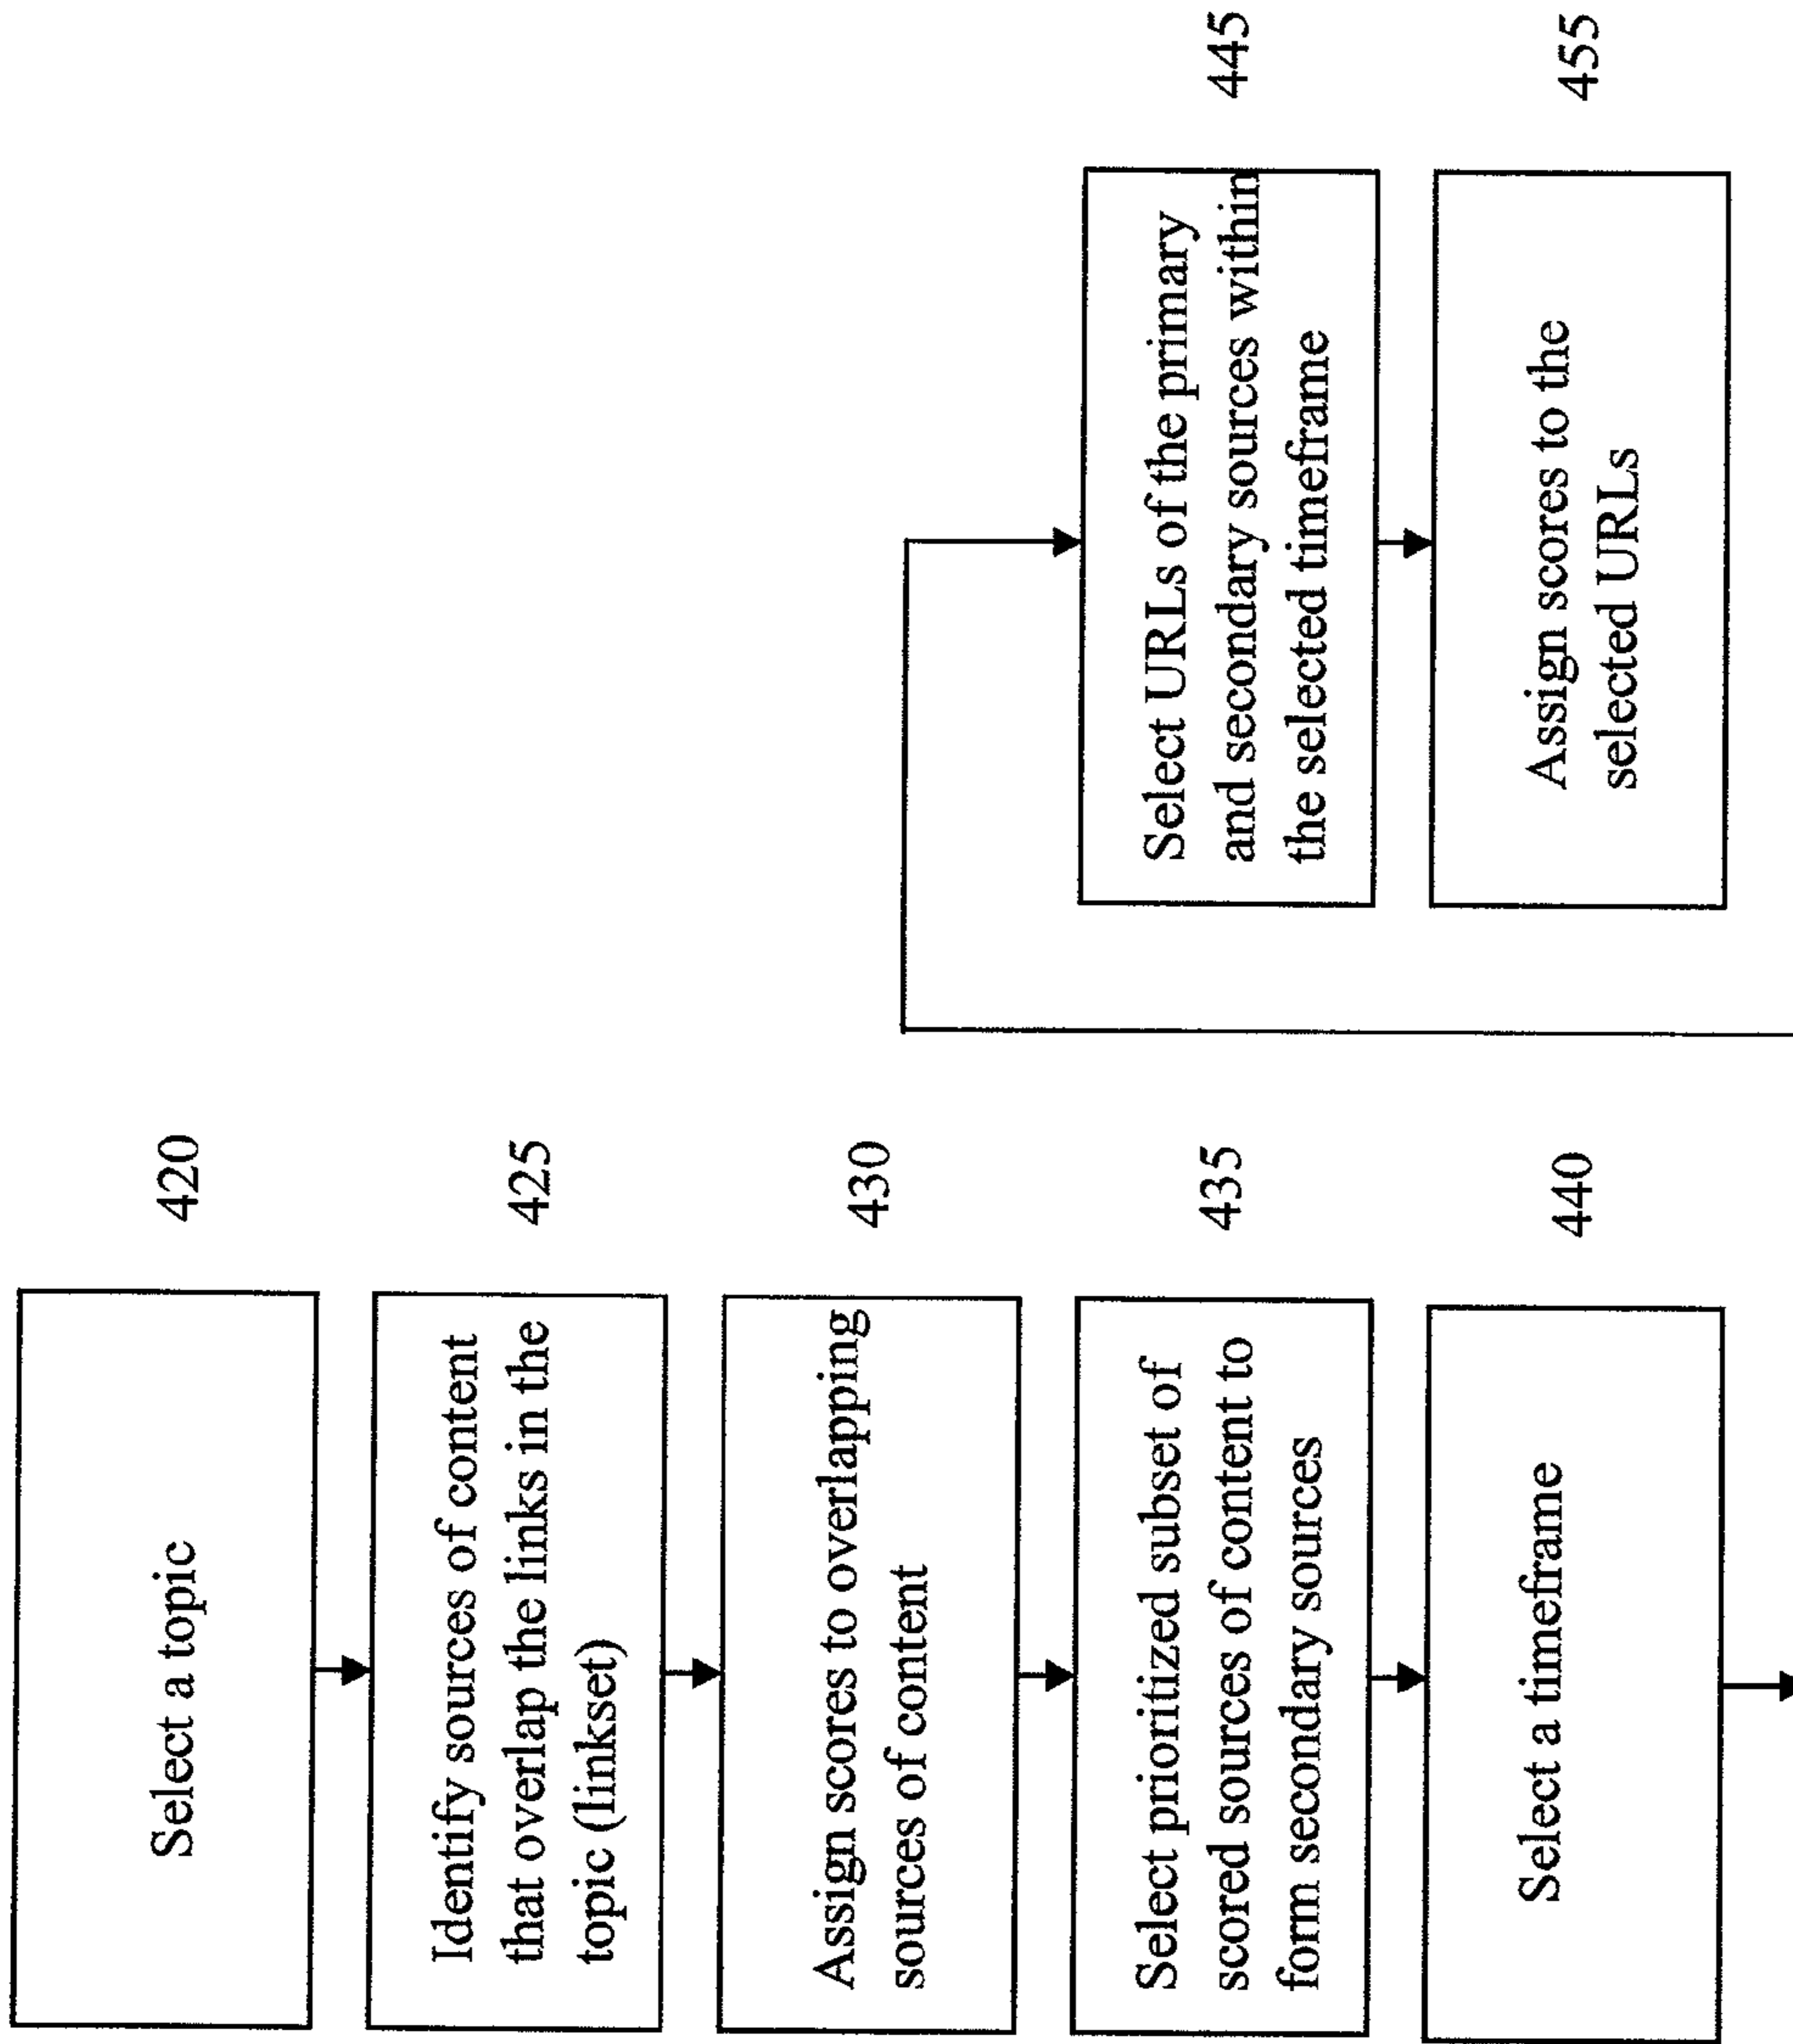 Select a topic
420
Identify sources of content
that overlap the links in the
topic (linkset)
425
Assign scores to overlapping
sources of content
430
Select prioritized subset of
scored sources of content to
form secondary sources
435
Select a timeframe
440
Select URLs of the primary
and secondary sources within
the selected timeframe
445
Assign scores to the
selected URLs
455